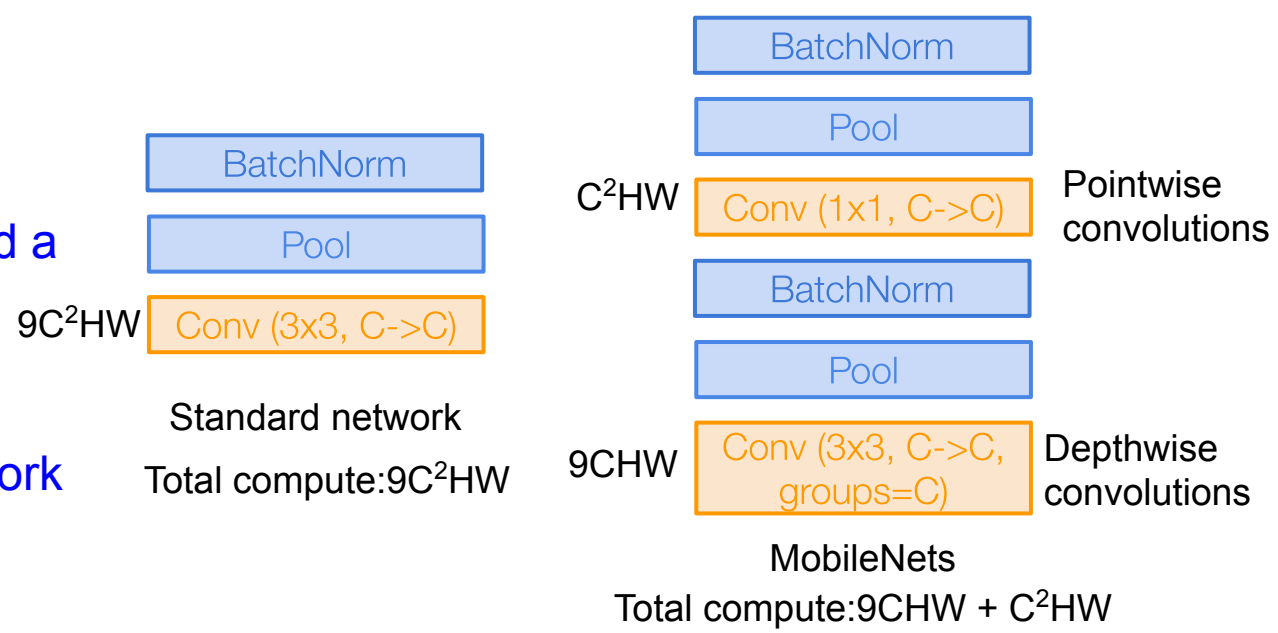 d a
ork
BatchNorm
Pool
9C²HW
Conv (3x3, C->C)
Standard network
Total compute:9C²HW
BatchNorm
Pool
C²HW
Conv (1x1, C->C)
Pointwise
convolutions
BatchNorm
Pool
9CHW
Conv (3x3, C->C,
groups=C)
Depthwise
convolutions
MobileNets
Total compute:9CHW + C²HW